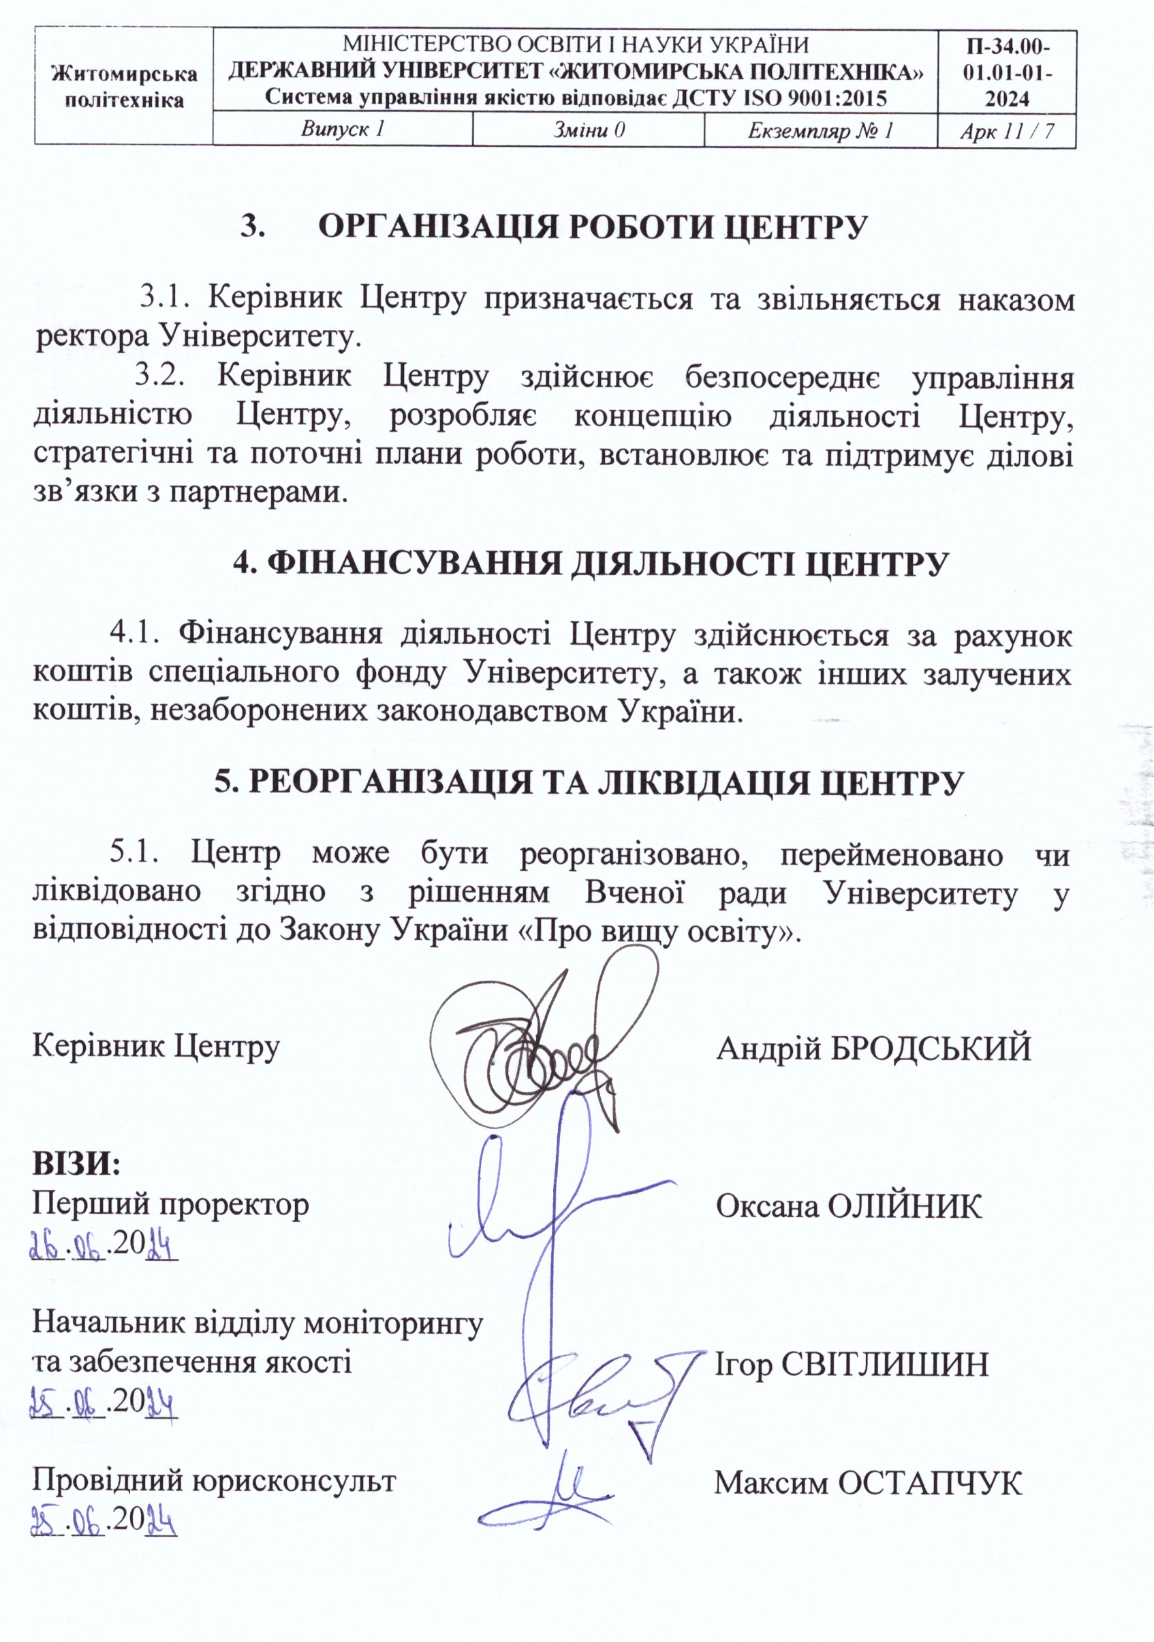 Житомирська
політехніка
МІНІСТЕРСТВО ОСВІТИ І НАУКИ УКРАЇНИ
ДЕРЖАВНИЙ УНІВЕРСИТЕТ «ЖИТОМИРСЬКА ПОЛІТЕХНІКА»
Система управління якістю відповідає ДСТУ ISO 9001:2015
П-34.00-
01.01-01-
2024
Випуск 1
Зміни 0
Екземпляр № 1
Арк 11 / 7
3. ОРГАНІЗАЦІЯ РОБОТИ ЦЕНТРУ
3.1. Керівник Центру призначається та звільняється наказом
ректора Університету.
3.2. Керівник Центру здійснює безпосереднє управління
діяльністю Центру, розробляє концепцію діяльності Центру,
стратегічні та поточні плани роботи, встановлює та підтримує ділові
зв’язки з партнерами.
4. ФІНАНСУВАННЯ ДІЯЛЬНОСТІ ЦЕНТРУ
4.1. Фінансування діяльності Центру здійснюється за рахунок
коштів спеціального фонду Університету, а також інших залучених
коштів, незаборонених законодавством України.
5. РЕОРГАНІЗАЦІЯ ТА ЛІКВІДАЦІЯ ЦЕНТРУ
5.1. Центр може бути реорганізовано, перейменовано чи
ліквідовано згідно з рішенням Вченої ради Університету у
відповідності до Закону України «Про вищу освіту».
Керівник Центру
Андрій БРОДСЬКИЙ
ВІЗИ:
Перший проректор
Оксана ОЛІЙНИК
26.06.2024
Начальник відділу моніторингу
та забезпечення якості
Ігор СВІТЛИШИН
25.06.2024
Провідний юрисконсульт
Максим ОСТАПЧУК
25.06.2024